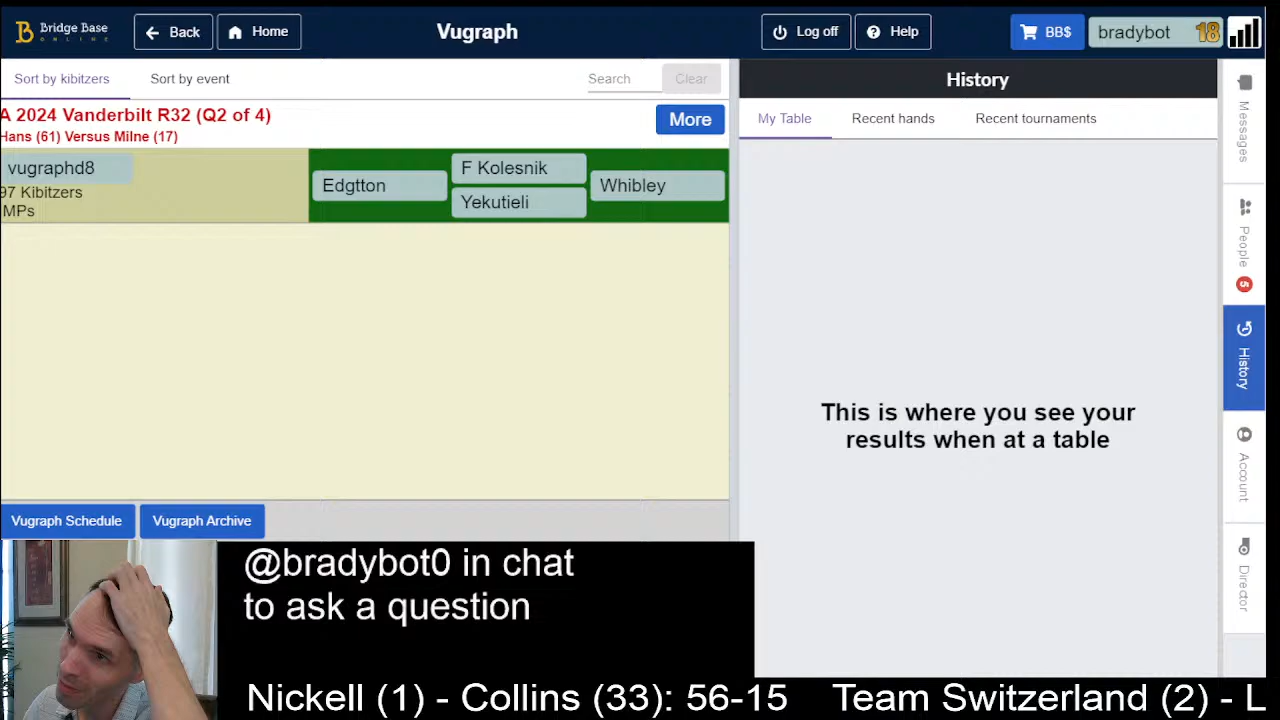 Bridge Base
ONLINE
Back
Home
Vugraph
Log off
Help
BB$
bradybot
18
Sort by kibitzers
Sort by event
Search
Clear
A 2024 Vanderbilt R32 (Q2 of 4)
Hans (61) Versus Milne (17)
More
vugraphd8
97 Kibitzers
MPs
Edgtton
F Kolesnik
Yekutieli
Whibley
Vugraph Schedule
Vugraph Archive
History
My Table
Recent hands
Recent tournaments
This is where you see your
results when at a table
Messages
People
5
History
Account
Director
@bradybot0 in chat
to ask a question
Nickell (1) - Collins (33): 56-15 Team Switzerland (2) - L